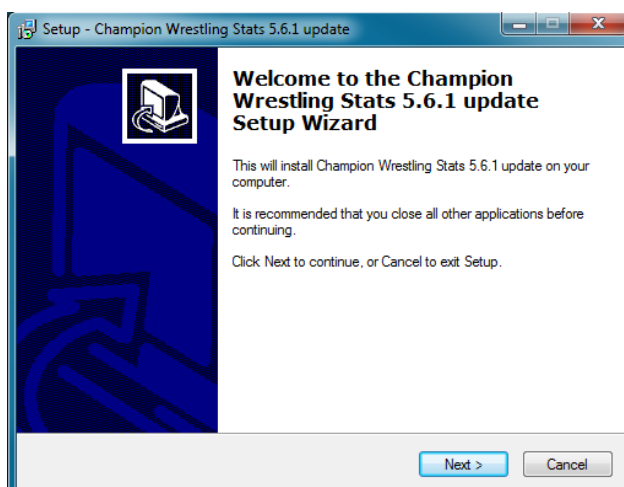 Setup - Champion Wrestling Stats 5.6.1 update
Welcome to the Champion
Wrestling Stats 5.6.1 update
Setup Wizard
This will install Champion Wrestling Stats 5.6.1 update on your
computer.
It is recommended that you close all other applications before
continuing.
Click Next to continue, or Cancel to exit Setup.
Next >
Cancel